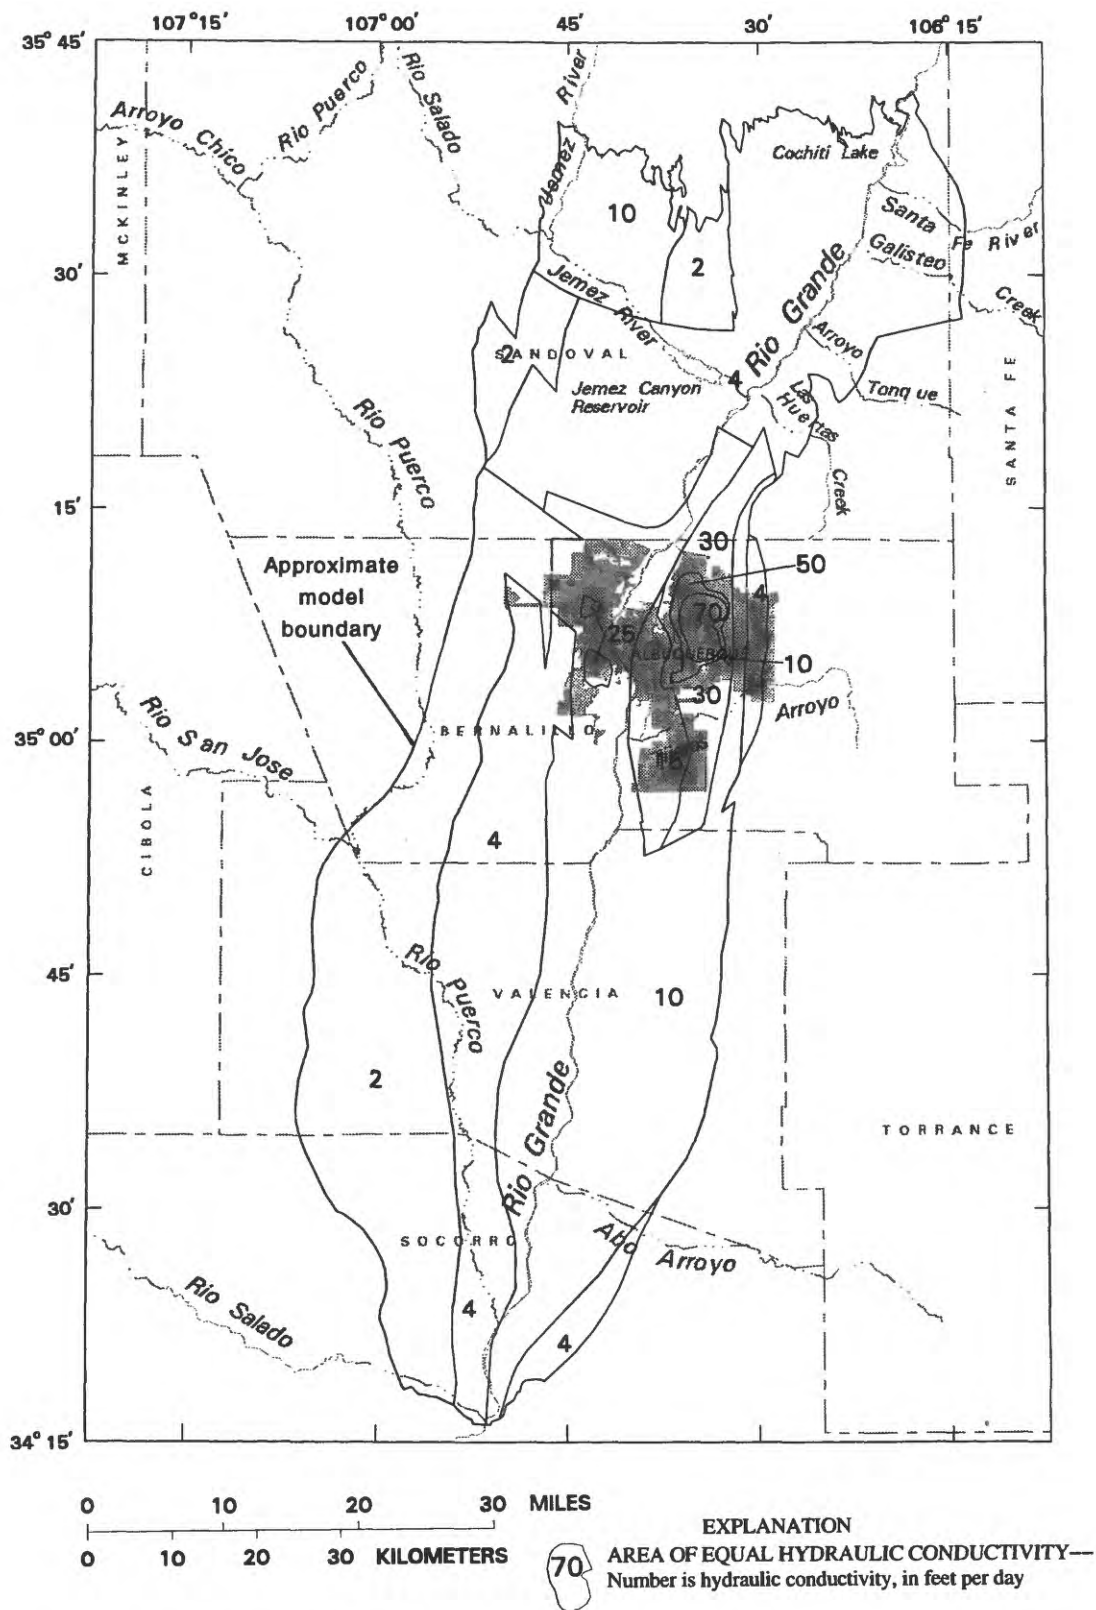 107°15′ 107°00′ 45′ 30′ 106°15′
35°45′
Rio Puerco
Rio Salado
River
Arroyo Chico
MCKINLEY
Jemez
Cochiti Lake
10
Santa
Fe River
Galisteo
Creek
30′
2
Jemez
River
Rio Grande
Arroyo
2
SANDOVAL
4
Jemez Canyon
Reservoir
Las
Huertas
Creek
Tonque
SANTA FE
Rio Puerco
15′
30
50
Approximate
model
boundary
4
70
25
ALBUQUERQUE
10
30
Arroyo
Rio San Jose
35°00′
BERNALILLO
CIBOLA
4
Rio Puerco
45′
VALENCIA
10
2
Rio Grande
TORRANCE
30′
Abo
Arroyo
SOCORRO
Rio Salado
4
4
34°15′
0 10 20 30 MILES
0 10 20 30 KILOMETERS
EXPLANATION
70 AREA OF EQUAL HYDRAULIC CONDUCTIVITY—
Number is hydraulic conductivity, in feet per day